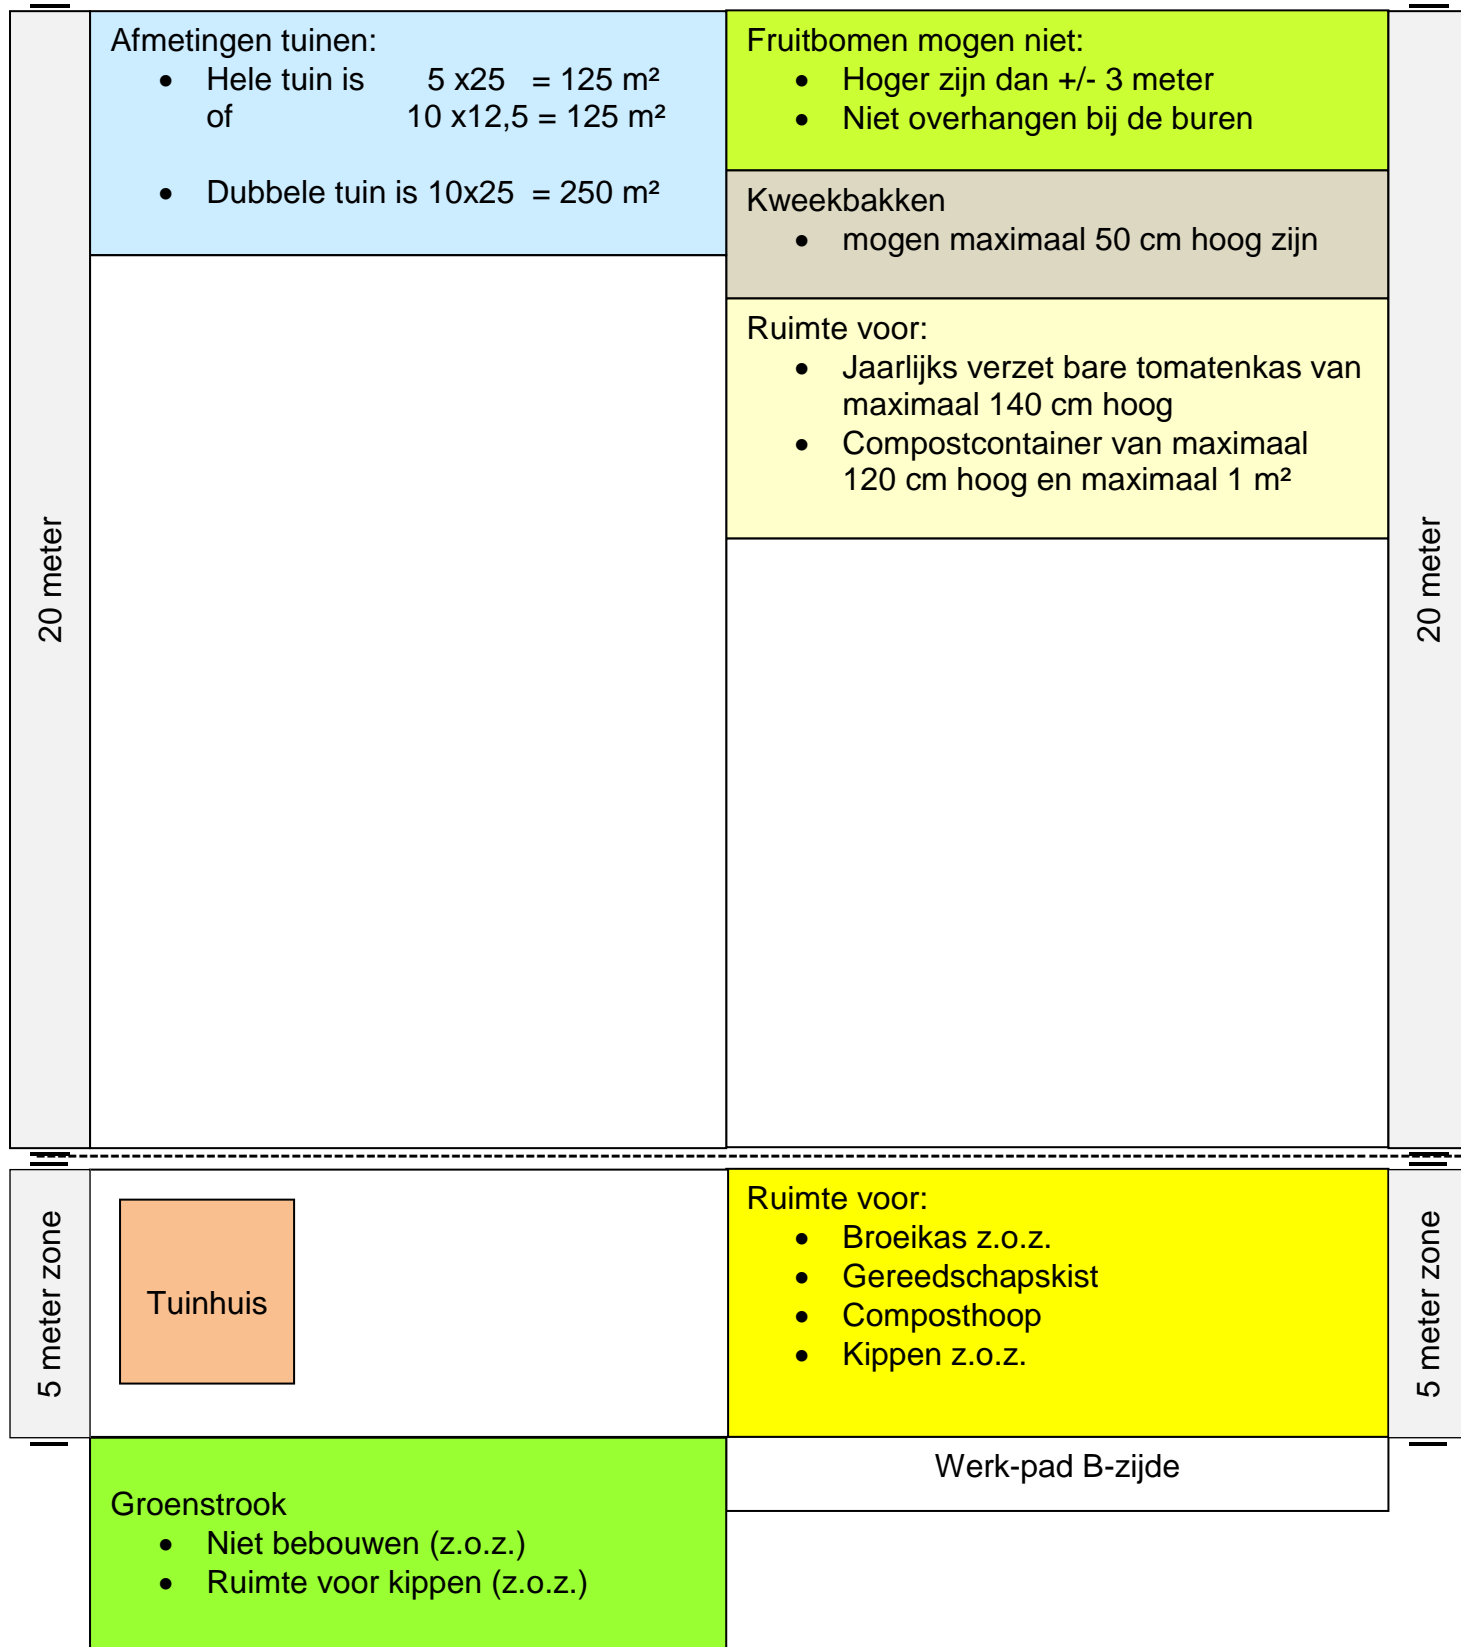 Afmetingen tuinen:
• Hele tuin is 5 x25 = 125 m²
of 10 x12,5 = 125 m²
• Dubbele tuin is 10x25 = 250 m²
Fruitbomen mogen niet:
• Hoger zijn dan +/- 3 meter
• Niet overhangen bij de buren
Kweekbakken
• mogen maximaal 50 cm hoog zijn
Ruimte voor:
• Jaarlijks verzet bare tomatenkas van
maximaal 140 cm hoog
• Compostcontainer van maximaal
120 cm hoog en maximaal 1 m²
20 meter
20 meter
5 meter zone
Tuinhuis
Ruimte voor:
• Broeikas z.o.z.
• Gereedschapskist
• Composthoop
• Kippen z.o.z.
5 meter zone
Werk-pad B-zijde
Groenstrook
• Niet bebouwen (z.o.z.)
• Ruimte voor kippen (z.o.z.)